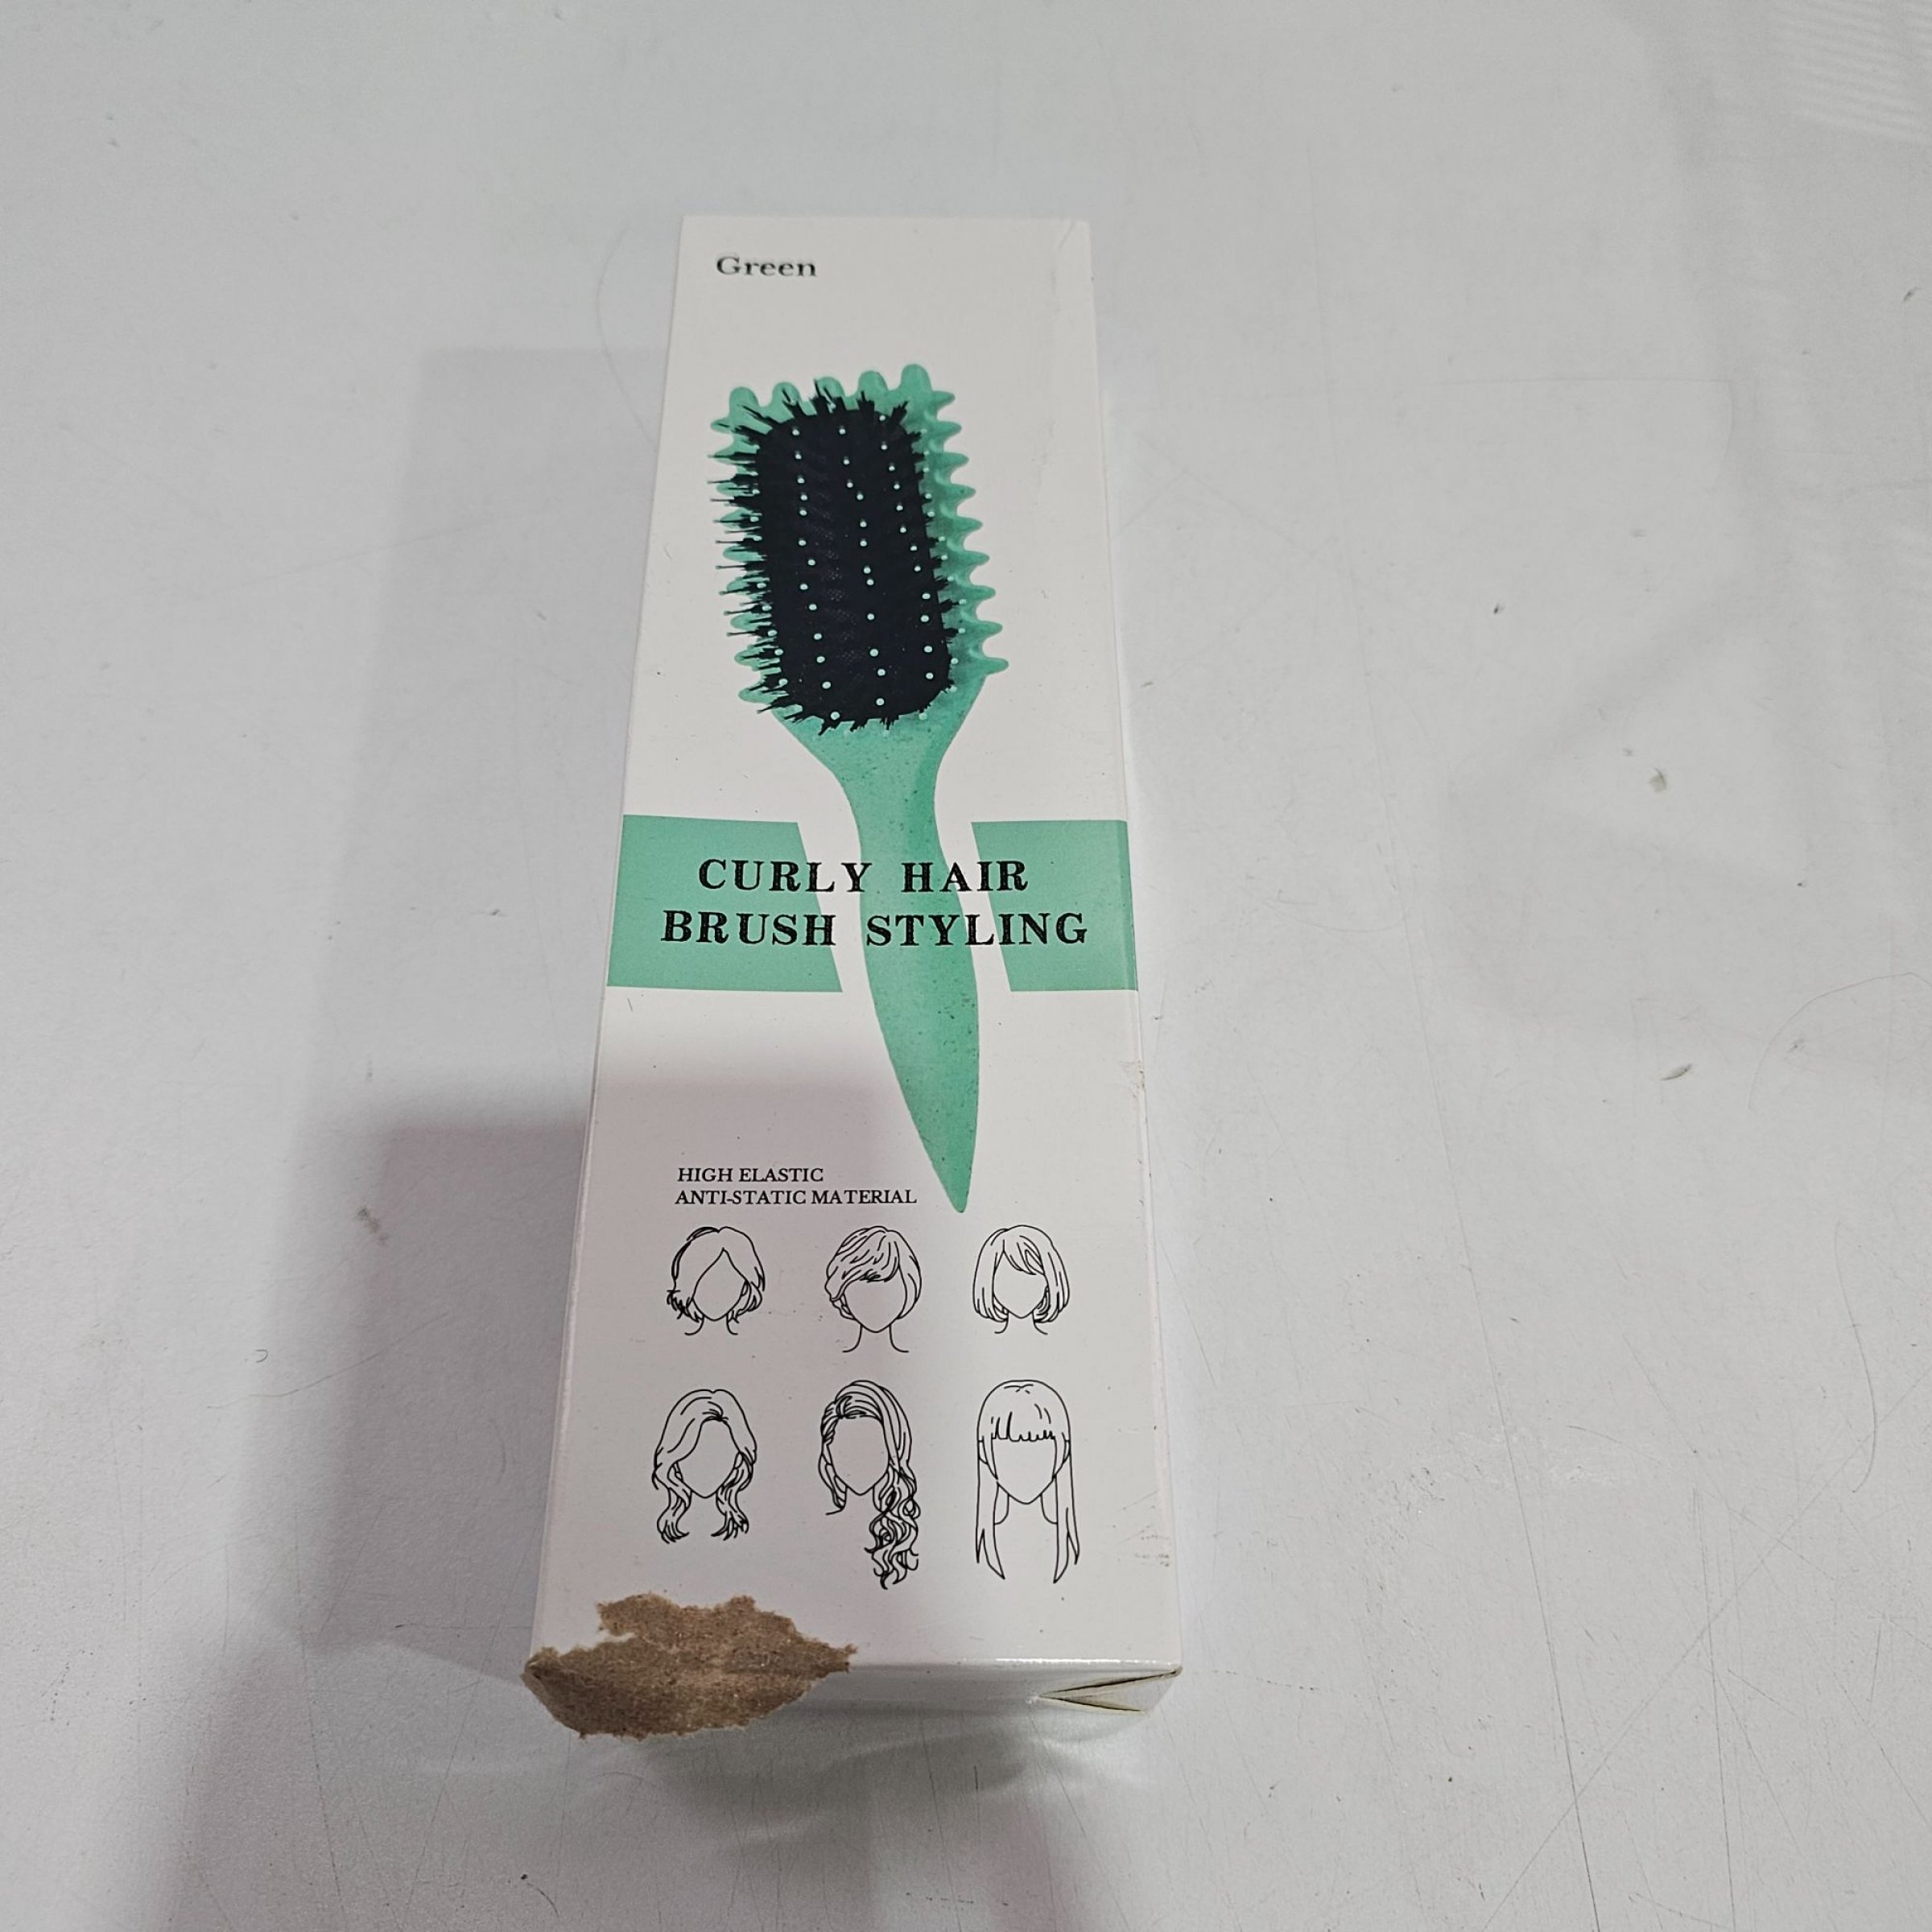 Green
CURLY HAIR
BRUSH STYLING
HIGH ELASTIC
ANTI-STATIC MATERIAL